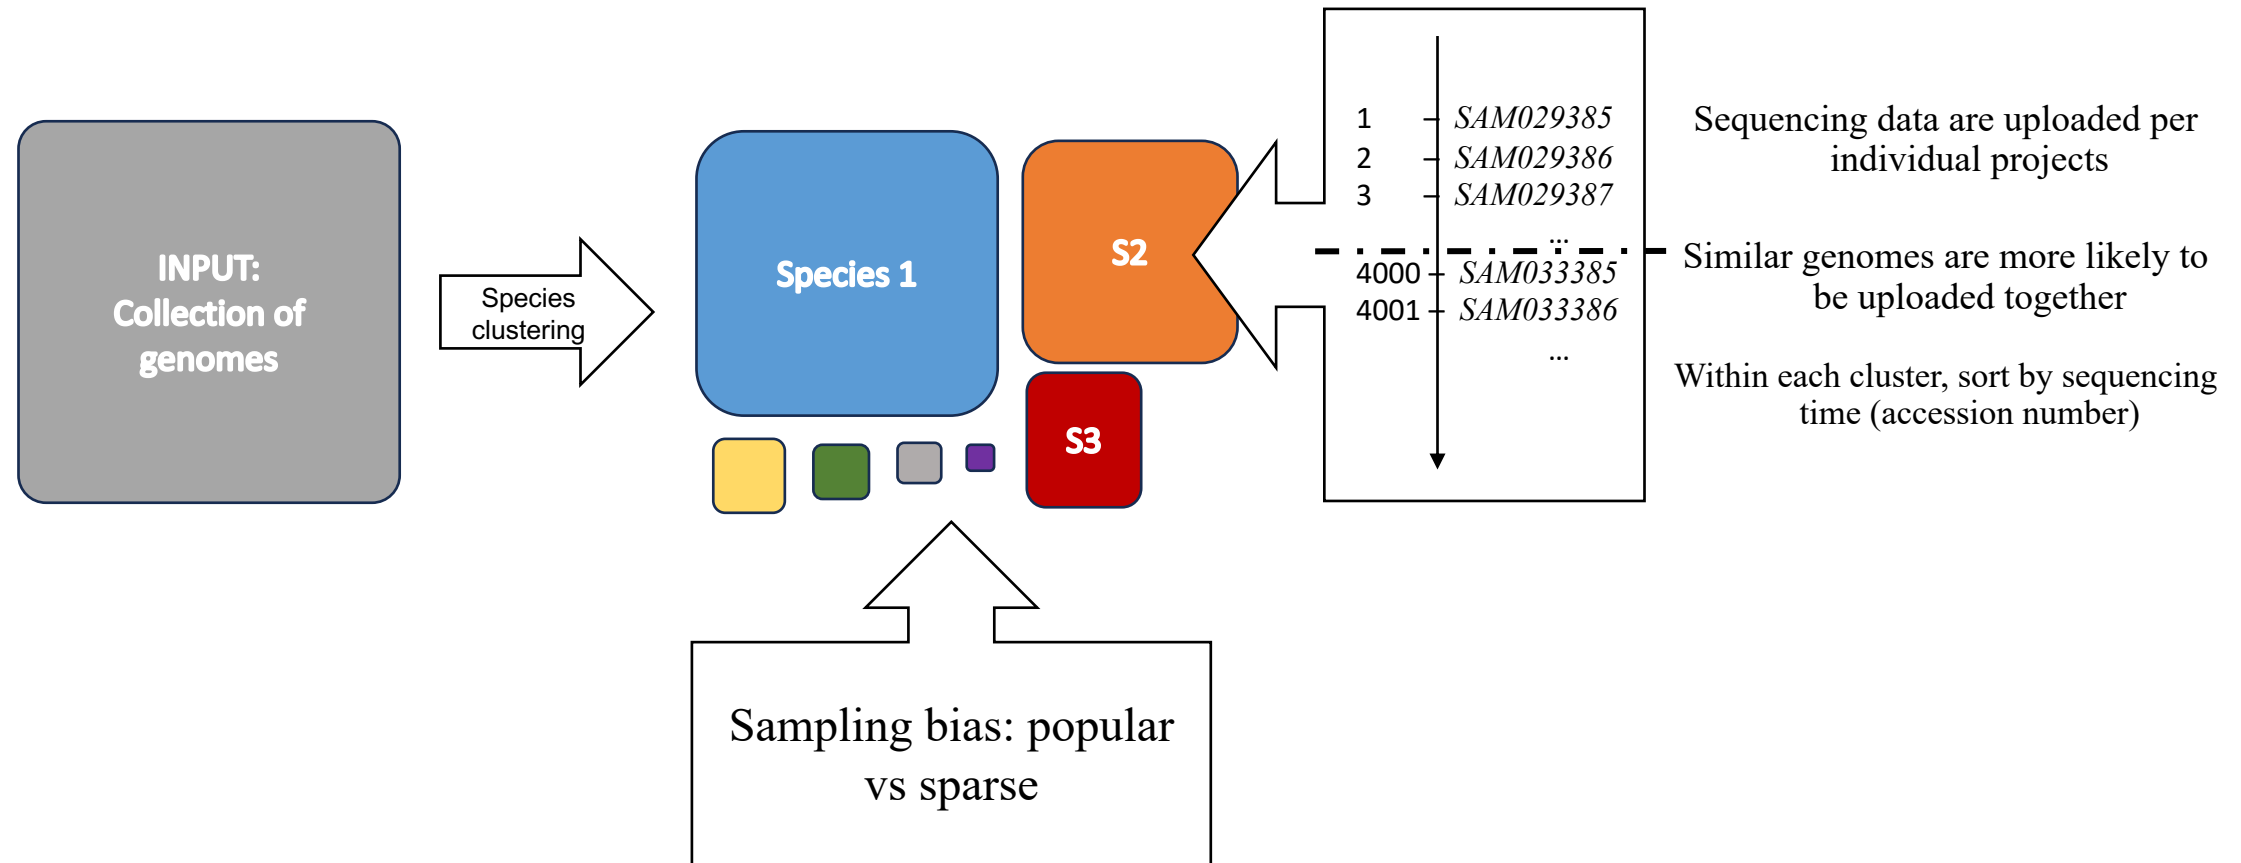 INPUT:
Collection of
genomes
Species
clustering
Species 1
S2
S3
1 SAM029385
2 SAM029386
3 SAM029387
...
4000 SAM033385
4001 SAM033386
...
Sequencing data are uploaded per
individual projects
Similar genomes are more likely to
be uploaded together
Within each cluster, sort by sequencing
time (accession number)
Sampling bias: popular
vs sparse